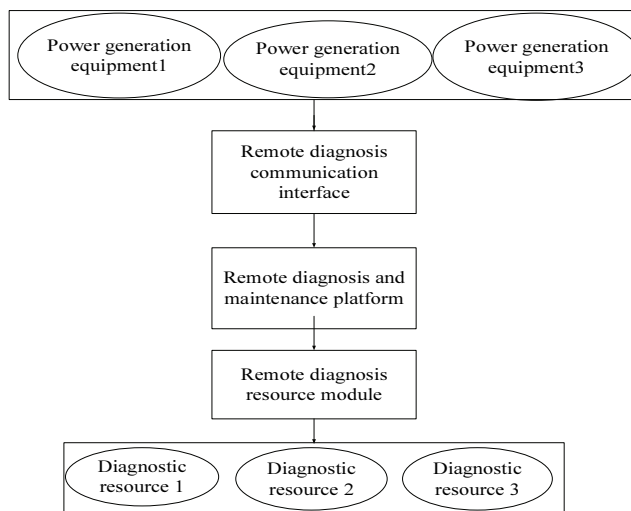 Power generation
equipment1
Power generation
equipment2
Power generation
equipment3
Remote diagnosis
communication
interface
Remote diagnosis and
maintenance platform
Remote diagnosis
resource module
Diagnostic
resource 1
Diagnostic
resource 2
Diagnostic
resource 3